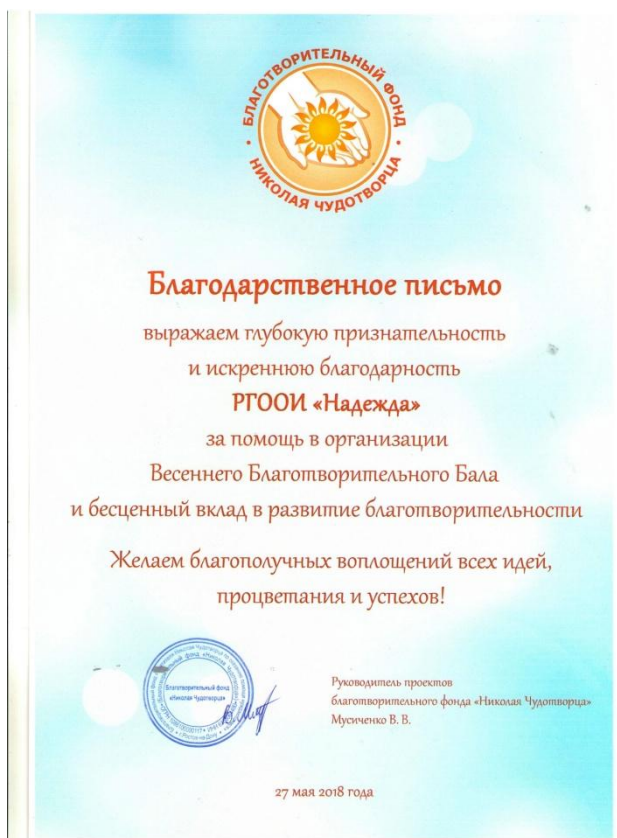 БЛАГОТВОРИТЕЛЬНЫЙ ФОНД
НИКОЛАЯ ЧУДОТВОРЦА
Благодарственное письмо
выражаем глубокую признательность
и искреннюю благодарность
РГООИ «Надежда»
за помощь в организации
Весеннего Благотворительного Бала
и бесценный вклад в развитие благотворительности
Желаем благополучных воплощений всех идей,
процветания и успехов!
Благотворительный фонд
«Николая Чудотворца»
Руководитель проектов
благотворительного фонда «Николая Чудотворца»
Мусиченко В. В.
27 мая 2018 года